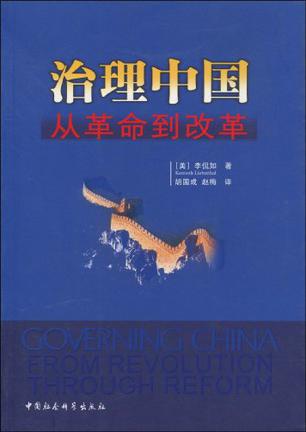 治理中国
从革命到改革
[美] 李侃如 著
Kenneth Lieberthal
胡国成 赵梅 译
GOVERNING CHINA
FROM REVOLUTION
THROUGH REFORM
中国社会科学出版社